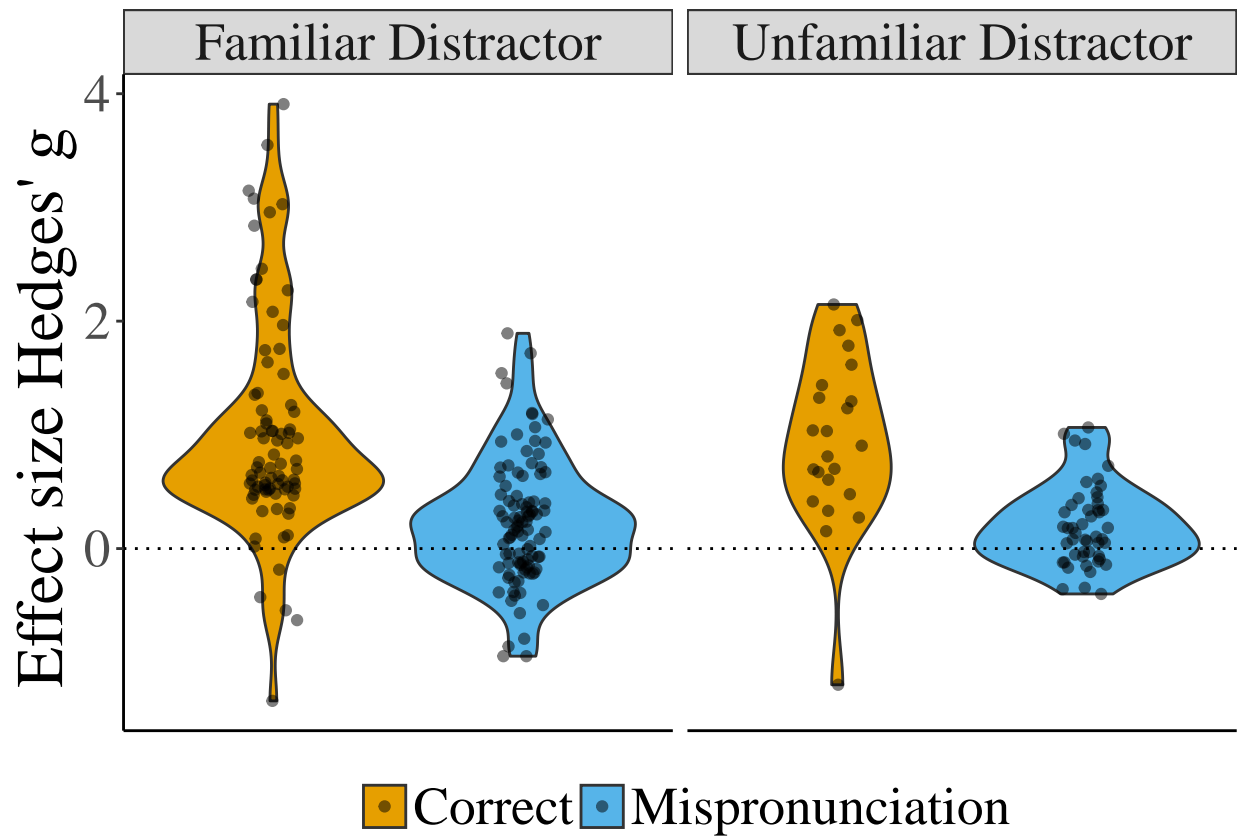 Familiar Distractor
Unfamiliar Distractor
Effect size Hedges' g
4
2
0
Correct
Mispronunciation